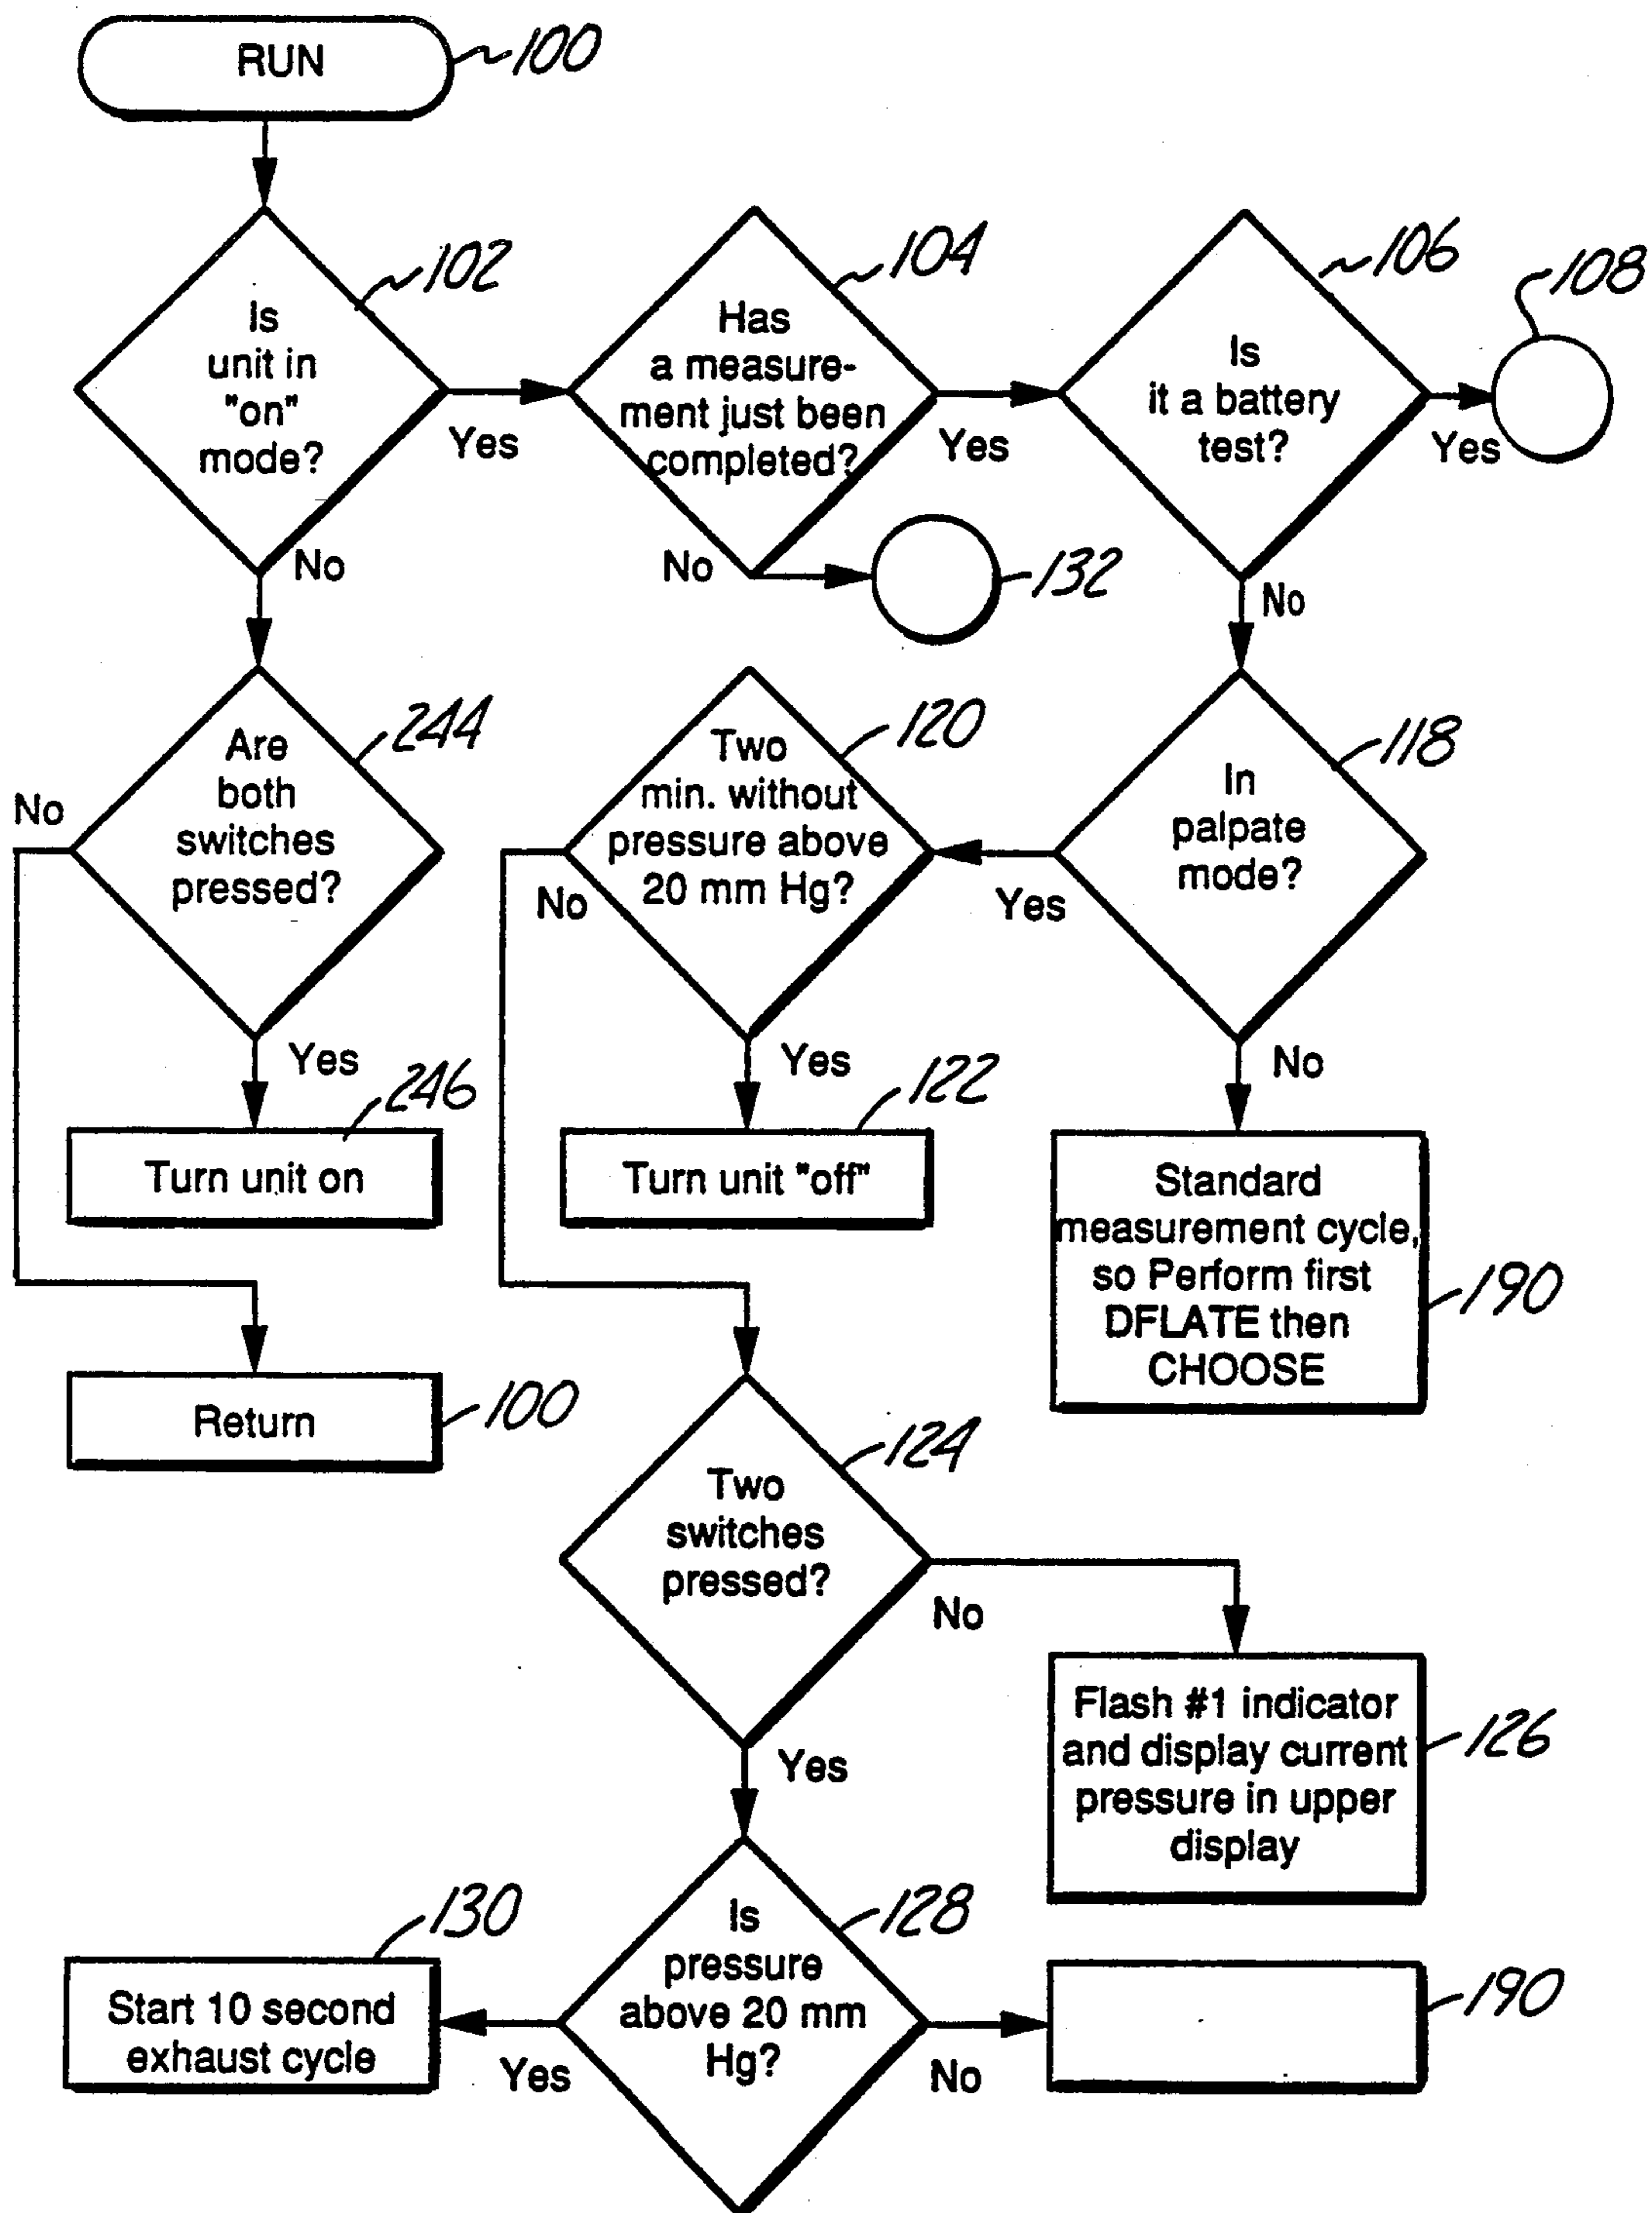 RUN
100
Is
unit in
"on"
mode?
102
Yes
No
Has
a measure-
ment just been
completed?
104
Yes
No
132
Is
it a battery
test?
106
Yes
108
No
Are
both
switches
pressed?
244
No
Yes
Two
min. without
pressure above
20 mm Hg?
120
No
Yes
In
palpate
mode?
118
Yes
No
Turn unit on
246
Turn unit "off"
122
Standard
measurement cycle,
so Perform first
DFLATE then
CHOOSE
190
Return
100
Two
switches
pressed?
124
No
Yes
Flash #1 indicator
and display current
pressure in upper
display
126
Is
pressure
above 20 mm
Hg?
128
Yes
No
Start 10 second
exhaust cycle
130
190